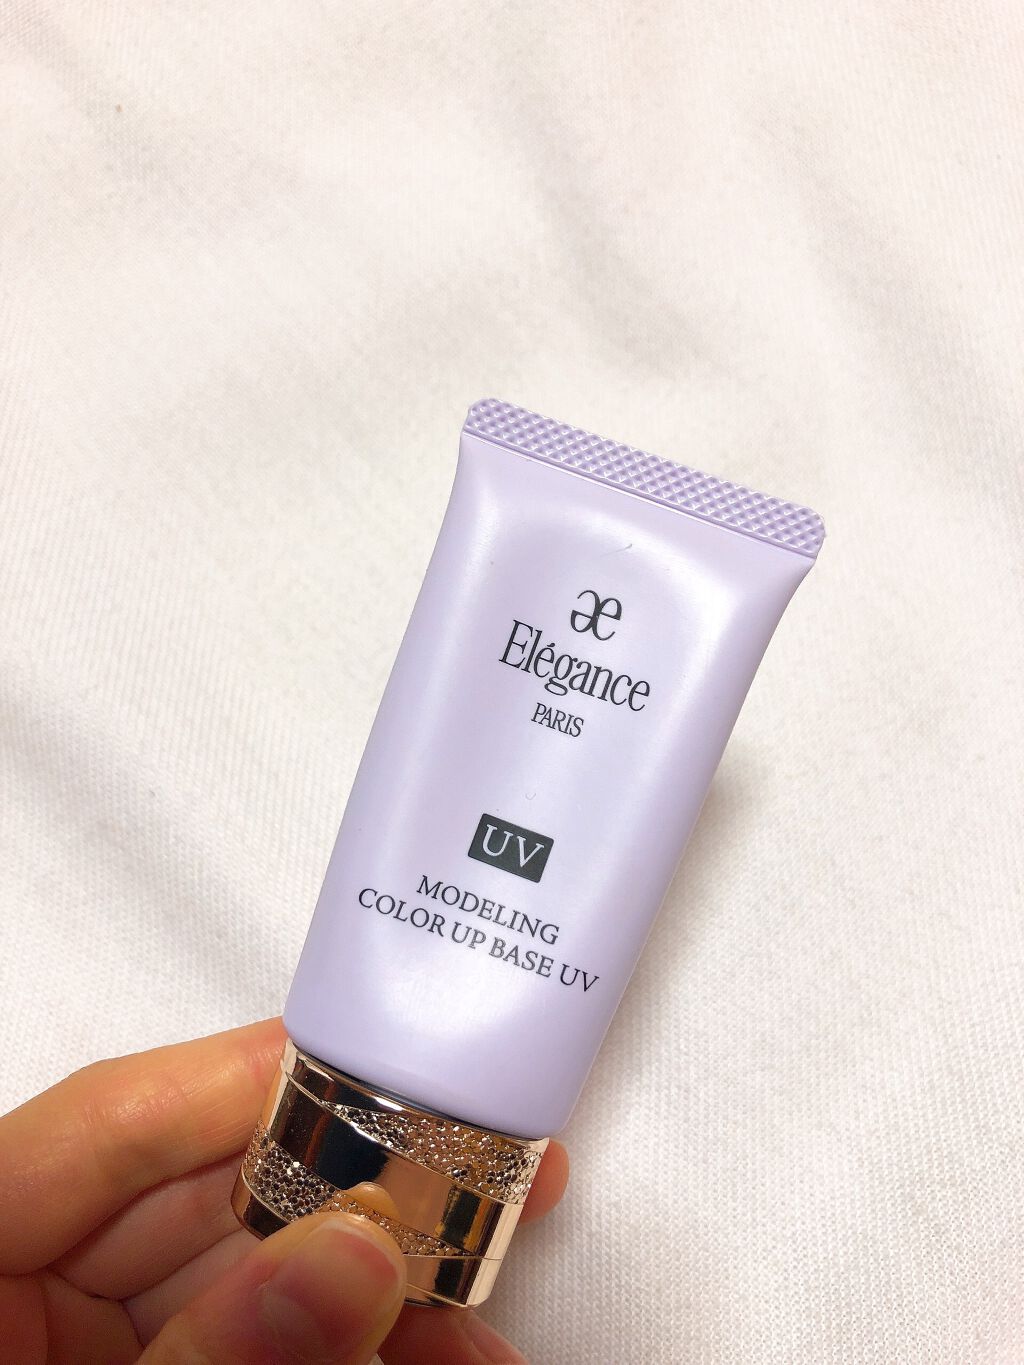 æ
Elégance
PARIS
UV
MODELING
COLOR UP BASE UV